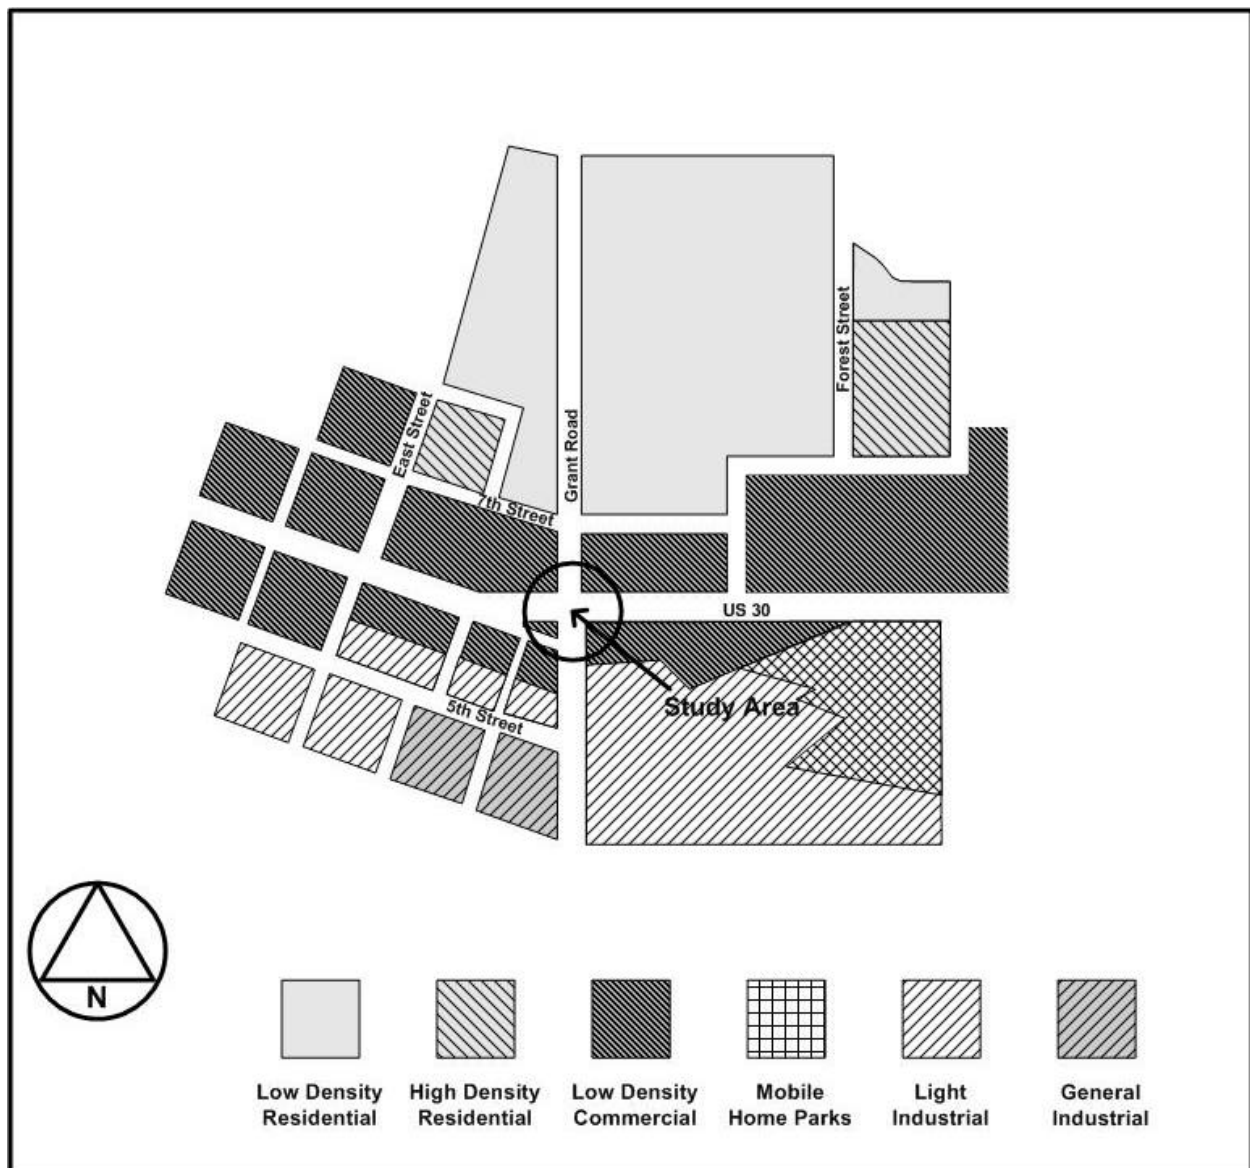 Forest Street
East Street
Grant Road
7th Street
US 30
Study Area
5th Street
N
Low Density
Residential
High Density
Residential
Low Density
Commercial
Mobile
Home Parks
Light
Industrial
General
Industrial